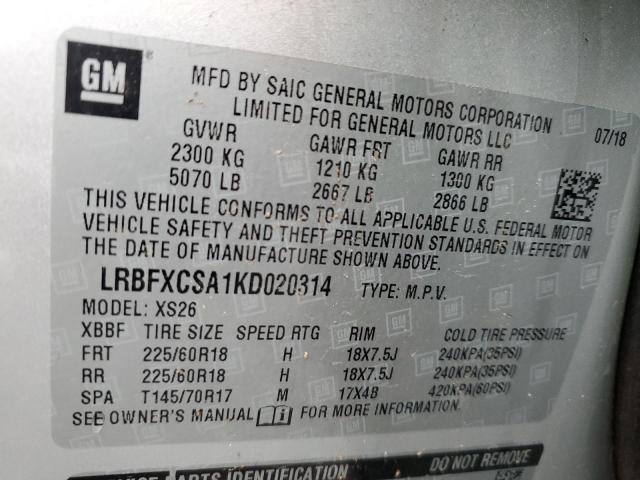 GM
MFD BY SAIC GENERAL MOTORS CORPORATION
LIMITED FOR GENERAL MOTORS LLC 07/18
GVWR GAWR FRT GAWR RR
2300 KG 1210 KG 1300 KG
5070 LB 2667 LB 2866 LB
THIS VEHICLE CONFORMS TO ALL APPLICABLE U.S. FEDERAL MOTOR
VEHICLE SAFETY AND THEFT PREVENTION STANDARDS IN EFFECT ON
THE DATE OF MANUFACTURE SHOWN ABOVE.
LRBFXCSA1KD020314 TYPE: M.P.V.
MODEL: XS26
XBBF TIRE SIZE SPEED RTG RIM COLD TIRE PRESSURE
FRT 225/60R18 H 18X7.5J 240KPA(35PSI)
RR 225/60R18 H 18X7.5J 240KPA(35PSI)
SPA T145/70R17 M 17X4B 420KPA(60PSI)
SEE OWNER'S MANUAL FOR MORE INFORMATION.
PARTS IDENTIFICATION DO NOT REMOVE